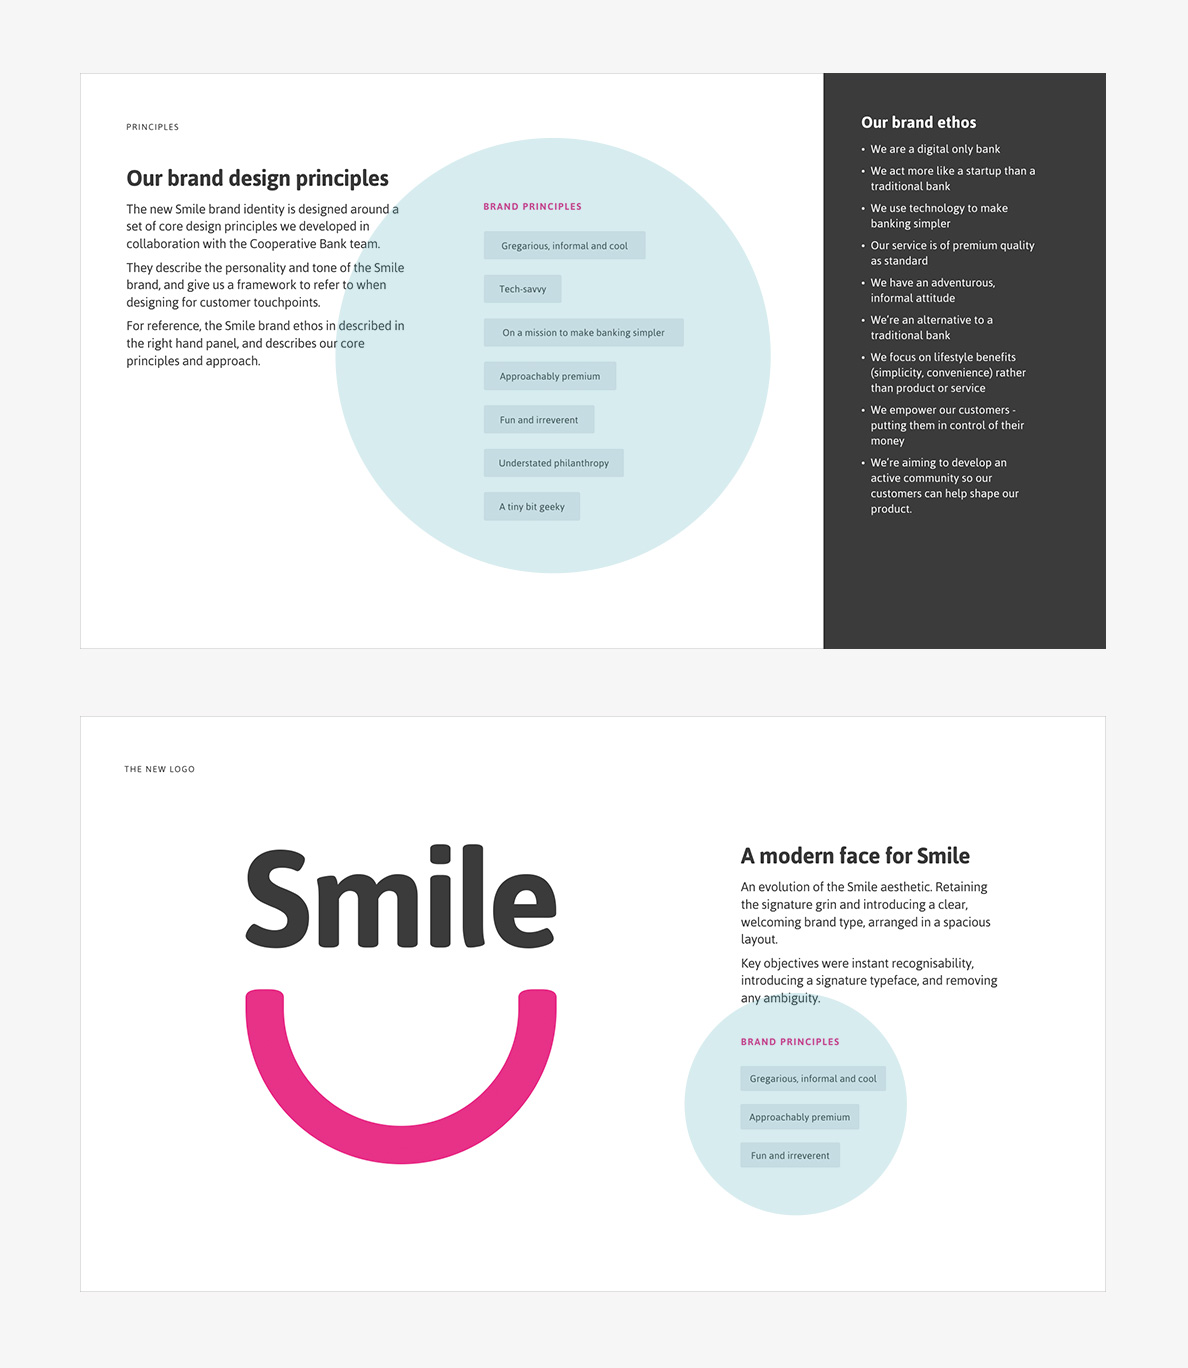 PRINCIPLES
Our brand design principles
The new Smile brand identity is designed around a
set of core design principles we developed in
collaboration with the Cooperative Bank team.
They describe the personality and tone of the Smile
brand, and give us a framework to refer to when
designing for customer touchpoints.
For reference, the Smile brand ethos in described in
the right hand panel, and describes our core
principles and approach.
BRAND PRINCIPLES
Gregarious, informal and cool
Tech-savvy
On a mission to make banking simpler
Approachably premium
Fun and irreverent
Understated philanthropy
A tiny bit geeky
Our brand ethos
• We are a digital only bank
• We act more like a startup than a
traditional bank
• We use technology to make
banking simpler
• Our service is of premium quality
as standard
• We have an adventurous,
informal attitude
• We're an alternative to a
traditional bank
• We focus on lifestyle benefits
(simplicity, convenience) rather
than product or service
• We empower our customers -
putting them in control of their
money
• We're aiming to develop an
active community so our
customers can help shape our
product.
THE NEW LOGO
Smile
A modern face for Smile
An evolution of the Smile aesthetic. Retaining
the signature grin and introducing a clear,
welcoming brand type, arranged in a spacious
layout.
Key objectives were instant recognisability,
introducing a signature typeface, and removing
any ambiguity.
BRAND PRINCIPLES
Gregarious, informal and cool
Approachably premium
Fun and irreverent